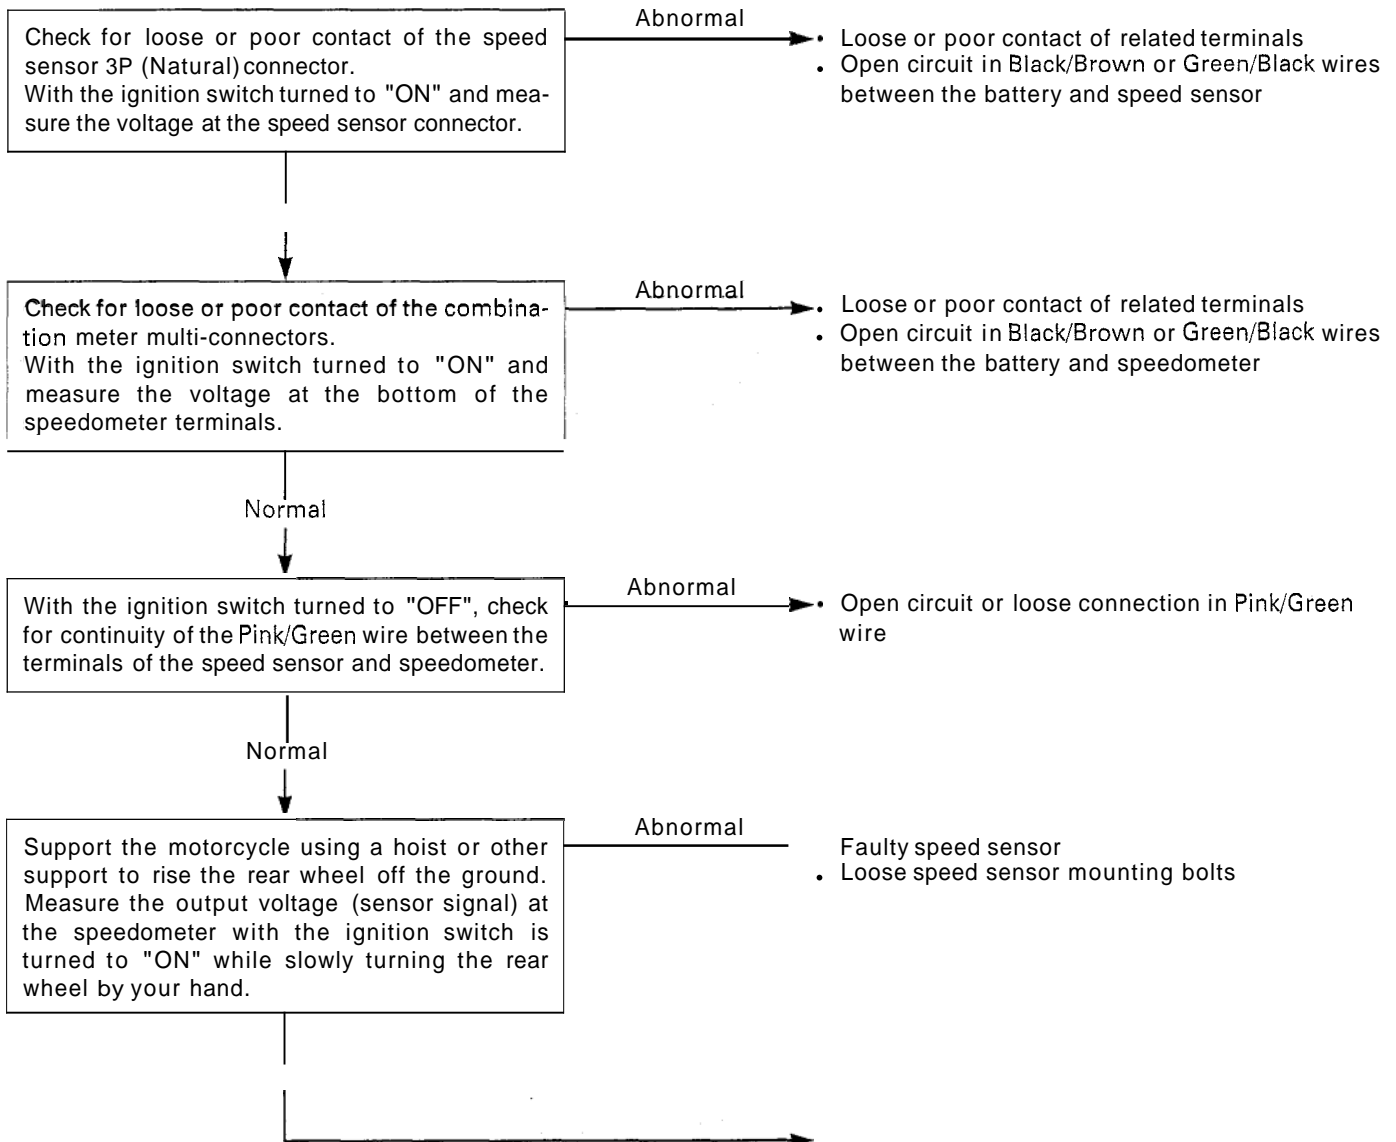 Abnormal
Check for loose or poor contact of the speed
sensor 3P (Natural) connector.
With the ignition switch turned to "ON" and mea-
sure the voltage at the speed sensor connector.
• Loose or poor contact of related terminals
• Open circuit in Black/Brown or Green/Black wires
between the battery and speed sensor
Abnormal
Check for loose or poor contact of the combina-
tion meter multi-connectors.
With the ignition switch turned to "ON" and
measure the voltage at the bottom of the
speedometer terminals.
• Loose or poor contact of related terminals
• Open circuit in Black/Brown or Green/Black wires
between the battery and speedometer
Normal
Abnormal
With the ignition switch turned to "OFF", check
for continuity of the Pink/Green wire between the
terminals of the speed sensor and speedometer.
• Open circuit or loose connection in Pink/Green
wire
Normal
Abnormal
Support the motorcycle using a hoist or other
support to rise the rear wheel off the ground.
Measure the output voltage (sensor signal) at
the speedometer with the ignition switch is
turned to "ON" while slowly turning the rear
wheel by your hand.
Faulty speed sensor
• Loose speed sensor mounting bolts